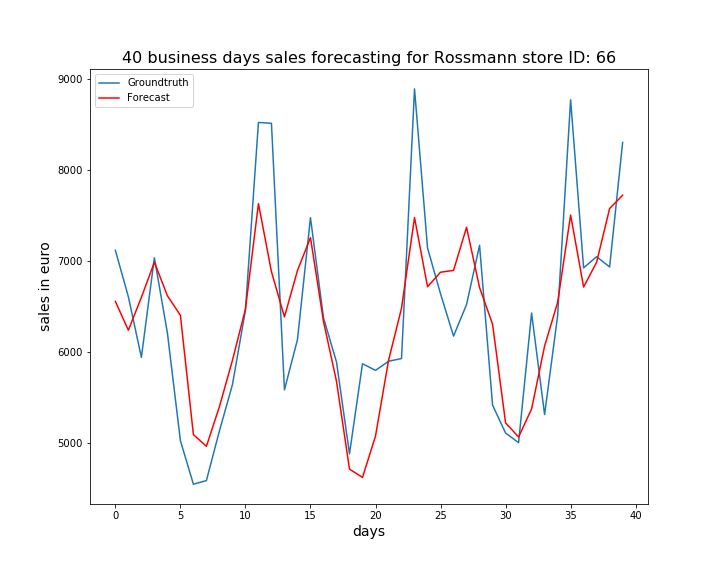 40 business days sales forecasting for Rossmann store ID: 66
Groundtruth
Forecast
sales in euro
9000
8000
7000
6000
5000
0 5 10 15 20 25 30 35 40
days